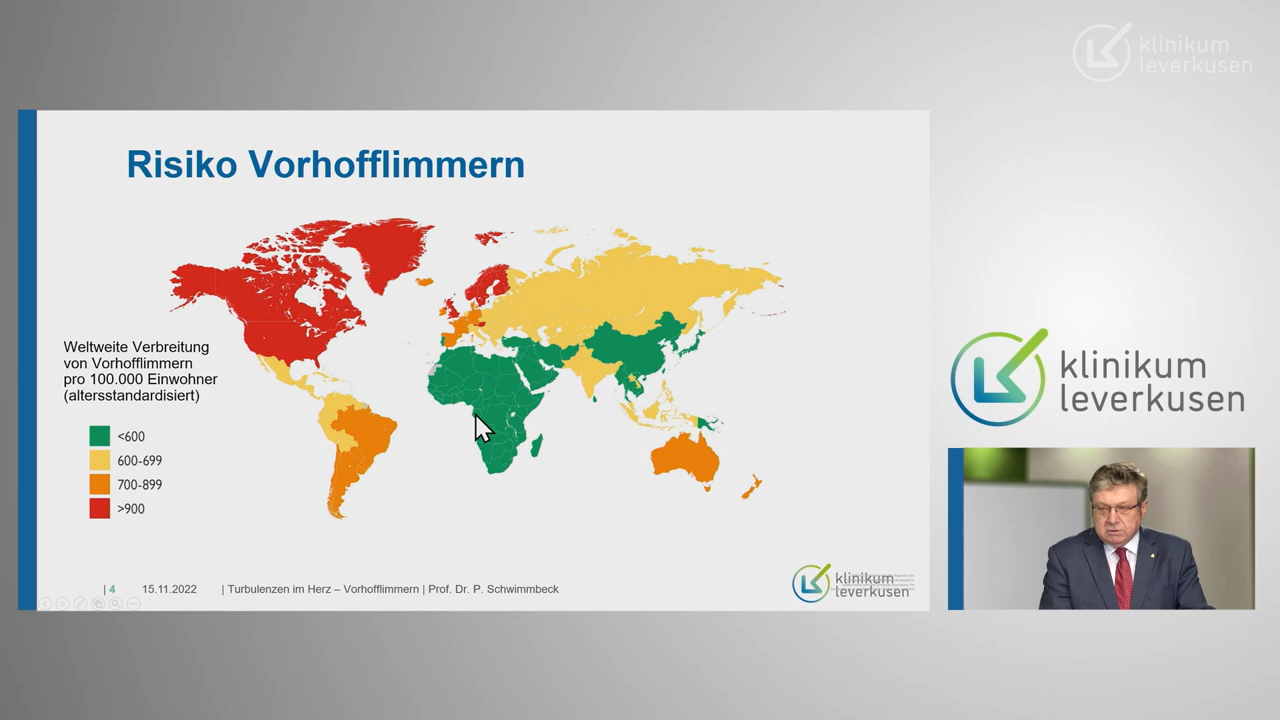 klinikum
leverkusen
Risiko Vorhofflimmern
Weltweite Verbreitung
von Vorhofflimmern
pro 100.000 Einwohner
(altersstandardisiert)
<600
600-699
700-899
>900
klinikum
leverkusen
| 4 15.11.2022 | Turbulenzen im Herz – Vorhofflimmern | Prof. Dr. P. Schwimmbeck
klinikum
leverkusen